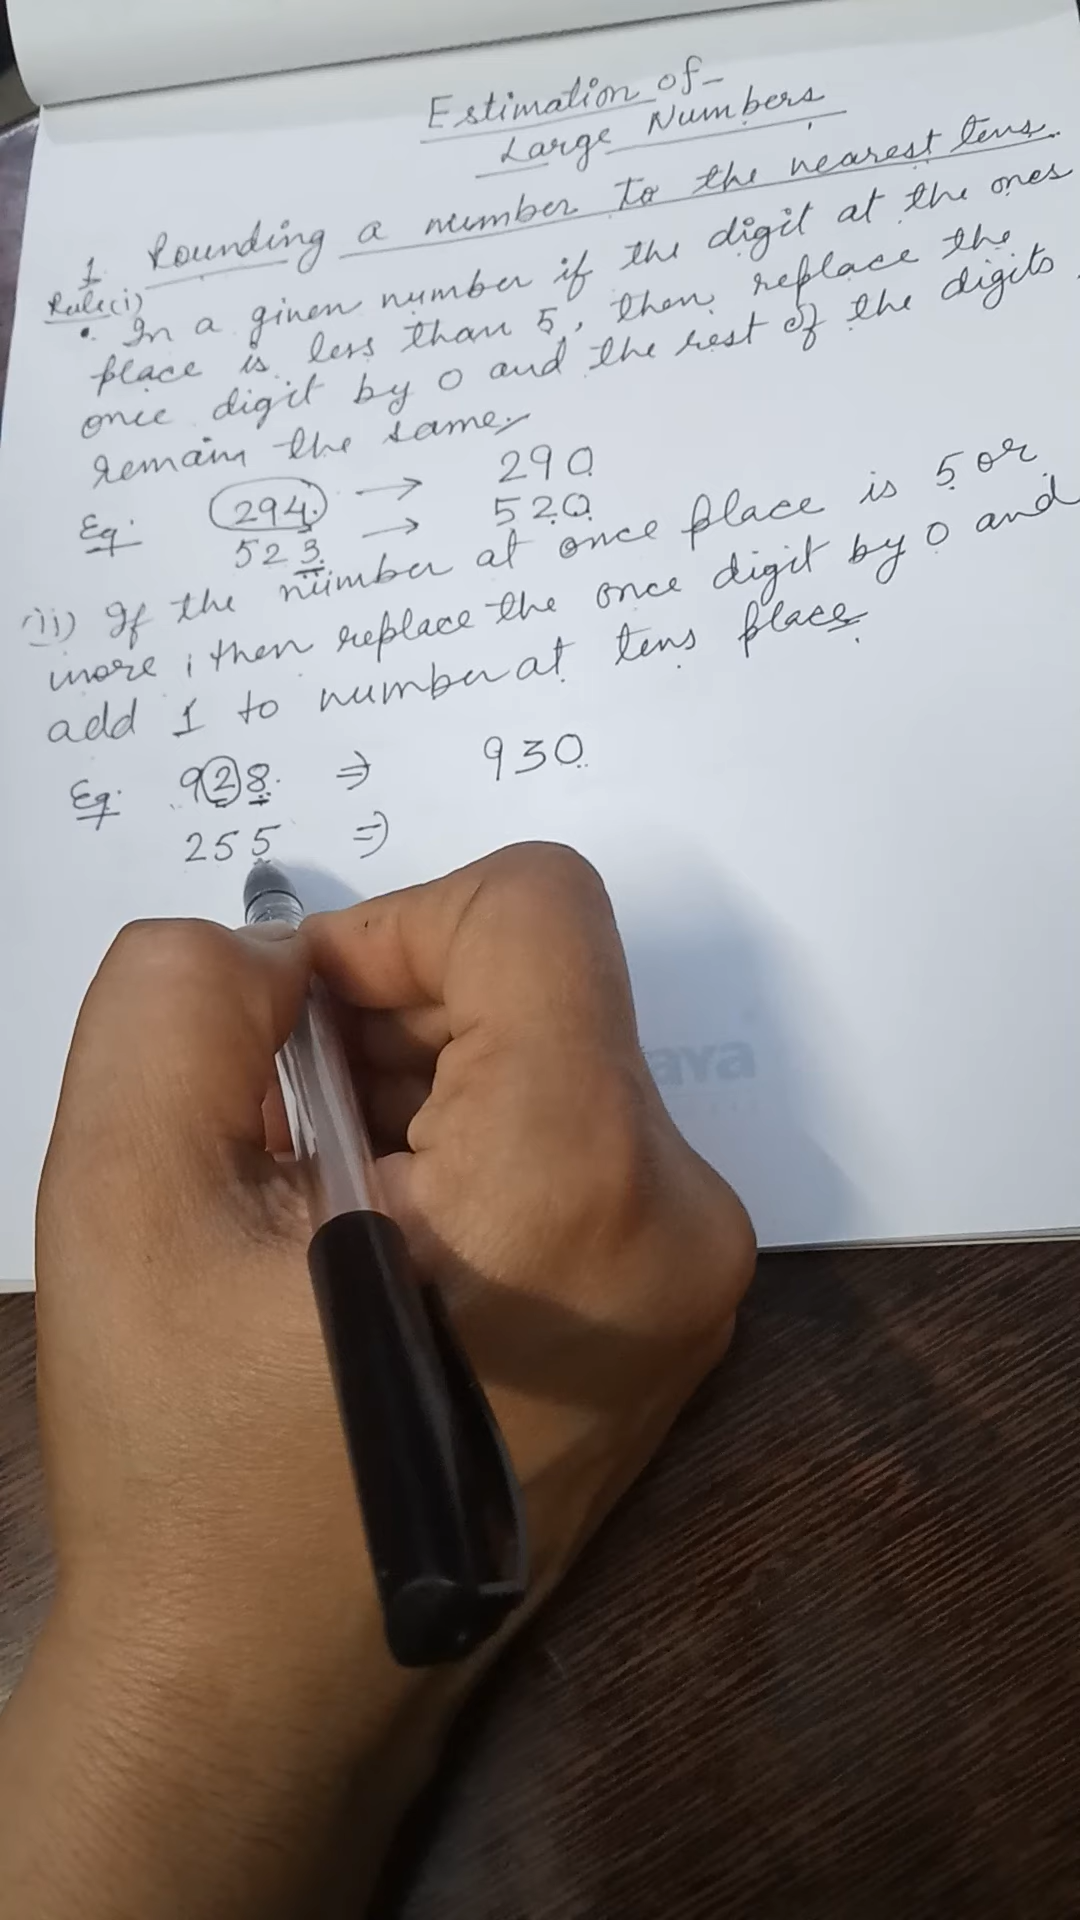 Estimation of
Large Numbers
1. Rounding a number to the nearest tens.
Rule(i)
• In a given number if the digit at the ones
place is less than 5, then replace the
once digit by 0 and the rest of the digits
remain the same.
Eg: 294 → 290
523 → 520
(ii) If the number at once place is 5 or
more, then replace the once digit by 0 and
add 1 to number at tens place
Eg: 928 ⇒ 930
255 ⇒
aya